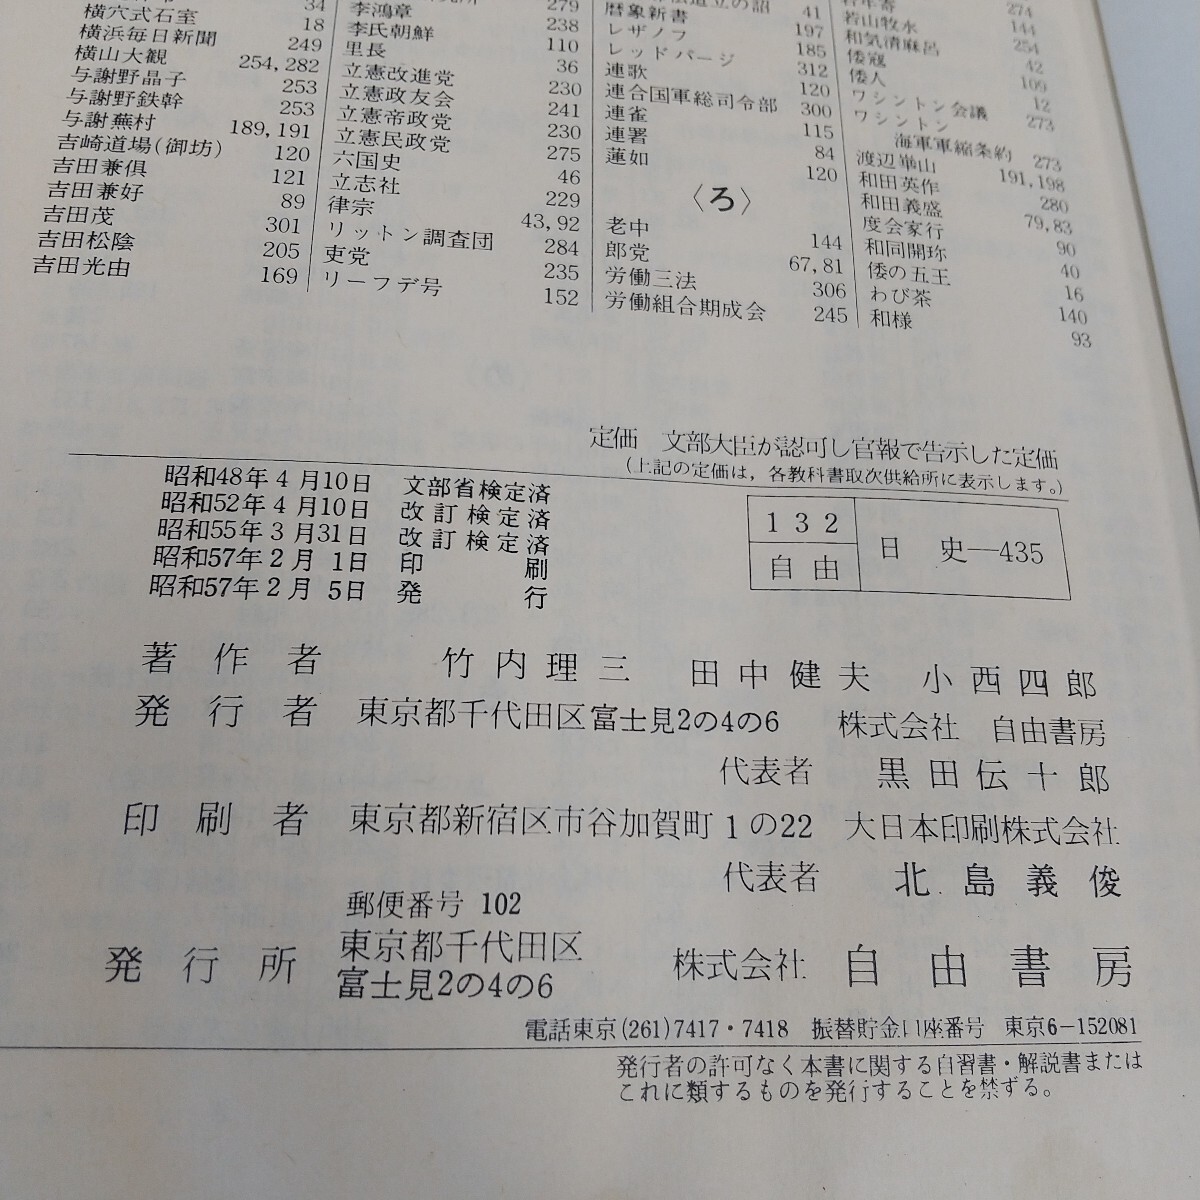 横穴式石室 34
横浜毎日新聞 18
横山大観 249
与謝野晶子 254, 282
与謝野鉄幹 253
与謝蕪村 253
吉崎道場(御坊) 189, 191
吉田兼倶 120
吉田兼好 121
吉田茂 89
吉田松陰 301
吉田光由 205
169
279
李鴻章 238
李氏朝鮮 110
里長 36
立憲改進党 230
立憲政友会 241
立憲帝政党 230
立憲民政党 275
六国史 46
立志社 229
律宗 43, 92
リットン調査団 284
吏党 235
リーフデ号 152
暦象新書 41
レザノフ 197
レッドパージ 185
連歌 312
連合国軍総司令部 120
連雀 300
連署 115
蓮如 84
120
〈ろ〉
老中 144
郎党 67, 81
労働三法 306
労働組合期成会 245
若年寄 274
若山牧水 144
和気清麻呂 254
倭寇 42
倭人 109
ワシントン会議 12
ワシントン 273
海軍軍縮条約 273
渡辺崋山 191, 198
和田英作 280
和田義盛 79, 83
度会家行 90
和同開珎 40
倭の五王 16
わび茶 140
和様 93
定価 文部大臣が認可し官報で告示した定価
(上記の定価は,各教科書取次供給所に表示します。)
昭和48年4月10日 文部省検定済
昭和52年4月10日 改訂検定済
昭和55年3月31日 改訂検定済
昭和57年2月1日 印刷
昭和57年2月5日 発行
132
自由
日史―435
著作者 竹内理三 田中健夫 小西四郎
発行者 東京都千代田区富士見2の4の6 株式会社 自由書房
代表者 黒田伝十郎
印刷者 東京都新宿区市谷加賀町1の22 大日本印刷株式会社
代表者 北島義俊
郵便番号 102
発行所 東京都千代田区
富士見2の4の6
株式会社 自由書房
電話東京(261)7417・7418 振替貯金口座番号 東京6-152081
発行者の許可なく本書に関する自習書・解説書または
これに類するものを発行することを禁ずる。